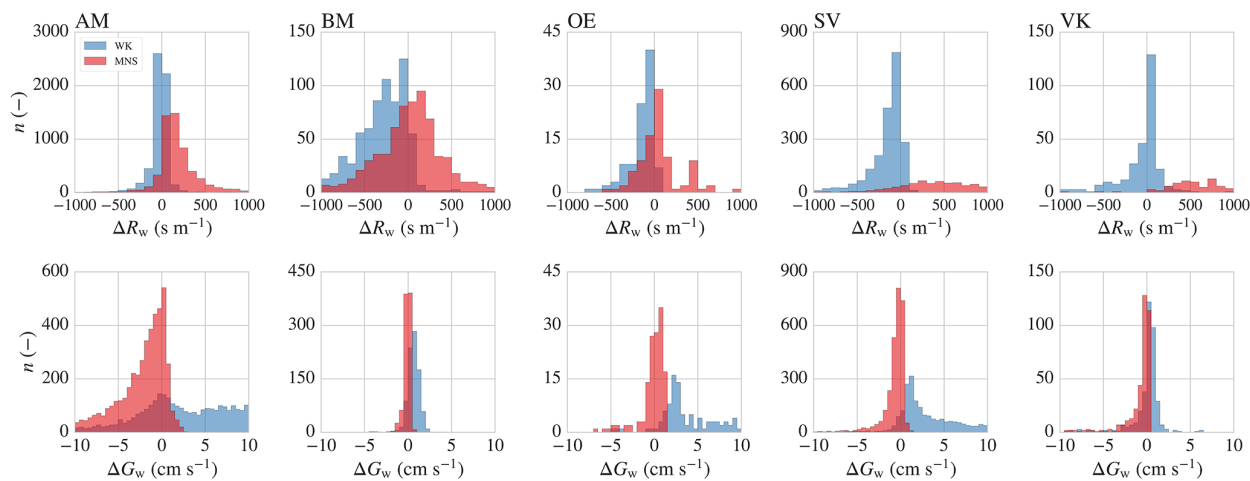 AM BM OE SV VK
3000 150 45 900 150
WK
MNS
2000 100 30 600 100
n (−)
1000 50 15 300 50
0 0 0 0 0
−1000 −500 0 500 1000 −1000 −500 0 500 1000 −1000 −500 0 500 1000 −1000 −500 0 500 1000 −1000 −500 0 500 1000
ΔRw (s m−1) ΔRw (s m−1) ΔRw (s m−1) ΔRw (s m−1) ΔRw (s m−1)
600 450 45 900 150
400 300 30 600 100
n (−)
200 150 15 300 50
0 0 0 0 0
−10 −5 0 5 10 −10 −5 0 5 10 −10 −5 0 5 10 −10 −5 0 5 10 −10 −5 0 5 10
ΔGw (cm s−1) ΔGw (cm s−1) ΔGw (cm s−1) ΔGw (cm s−1) ΔGw (cm s−1)